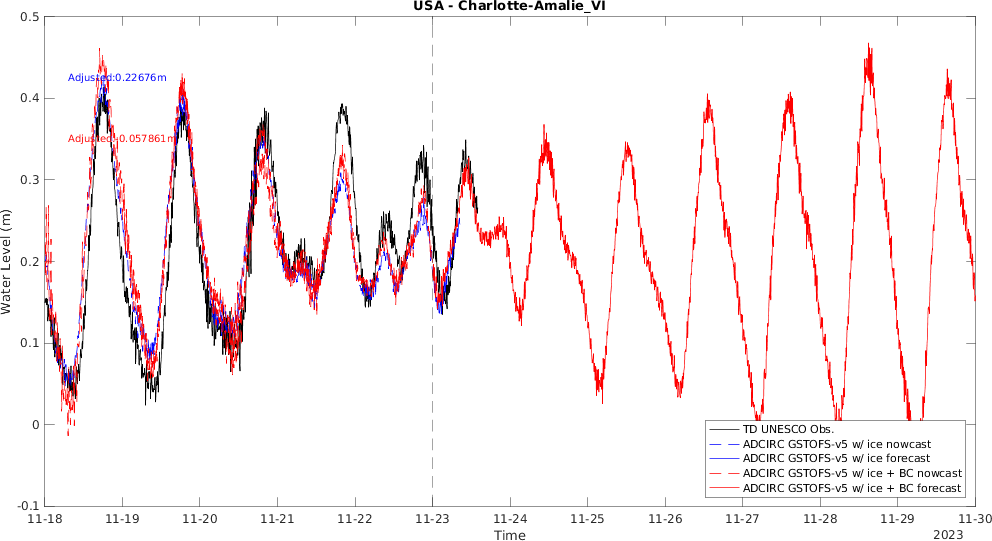 USA - Charlotte-Amalie_VI
0.5
0.4
0.3
0.2
0.1
0
-0.1
Water Level (m)
Adjusted:0.22676m
Adjusted:-0.057861m
TD UNESCO Obs.
ADCIRC GSTOFS-v5 w/ ice nowcast
ADCIRC GSTOFS-v5 w/ ice forecast
ADCIRC GSTOFS-v5 w/ ice + BC nowcast
ADCIRC GSTOFS-v5 w/ ice + BC forecast
11-18 11-19 11-20 11-21 11-22 11-23 11-24 11-25 11-26 11-27 11-28 11-29 11-30
Time
2023